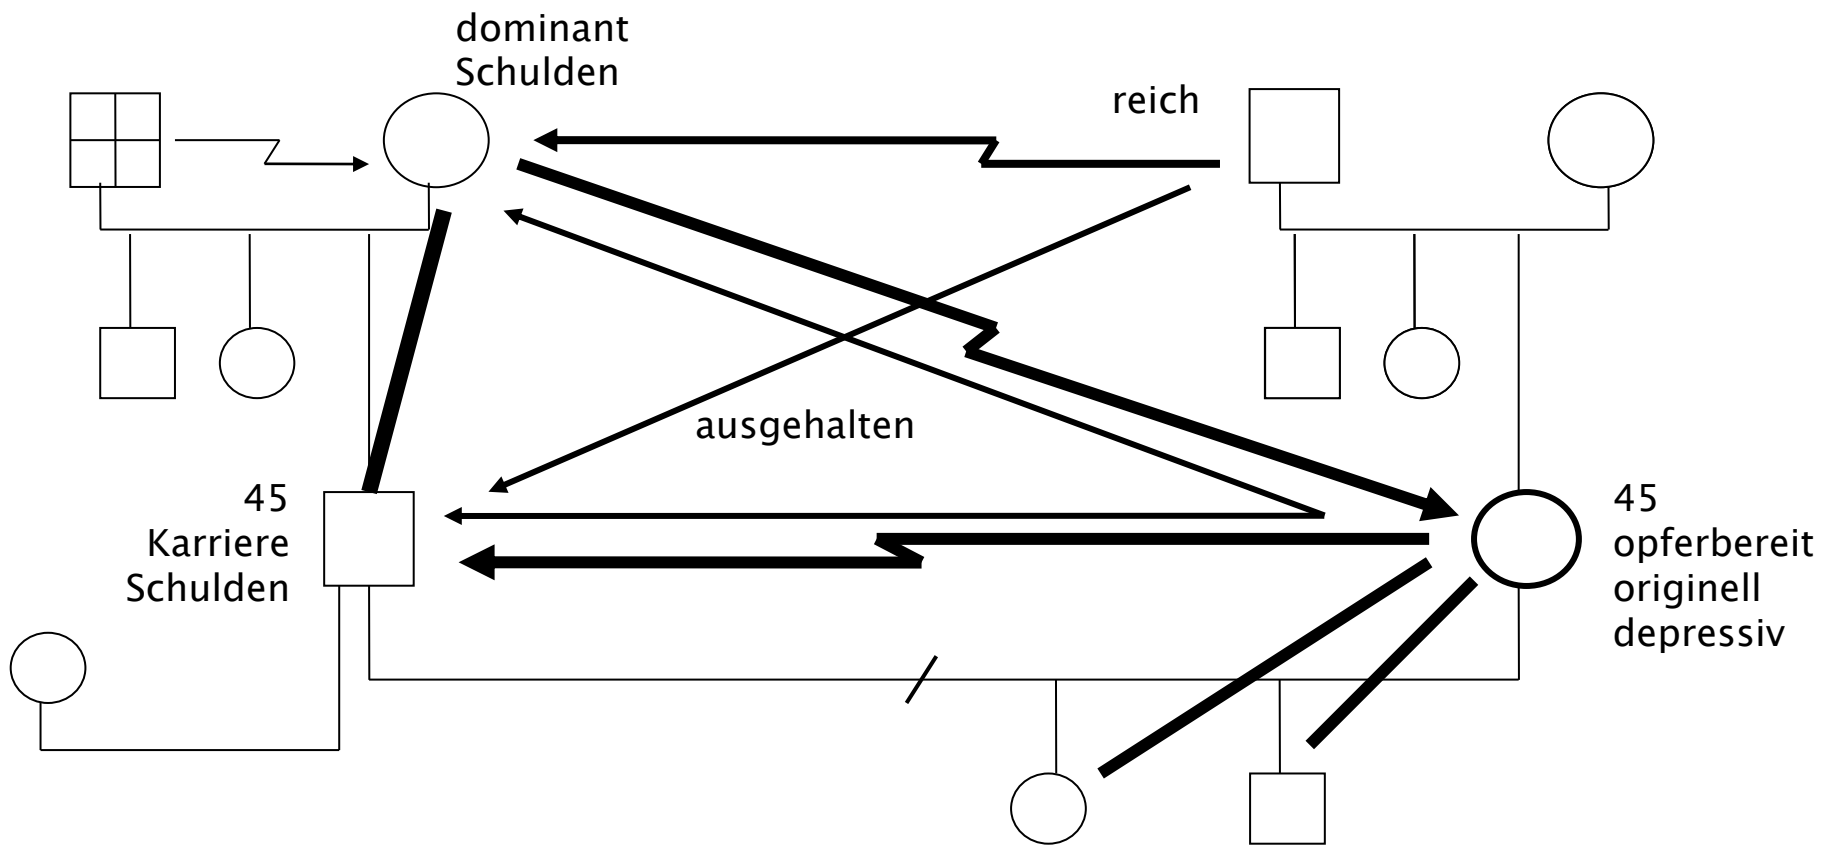 dominant
Schulden
reich
ausgehalten
45
Karriere
Schulden
45
opferbereit
originell
depressiv